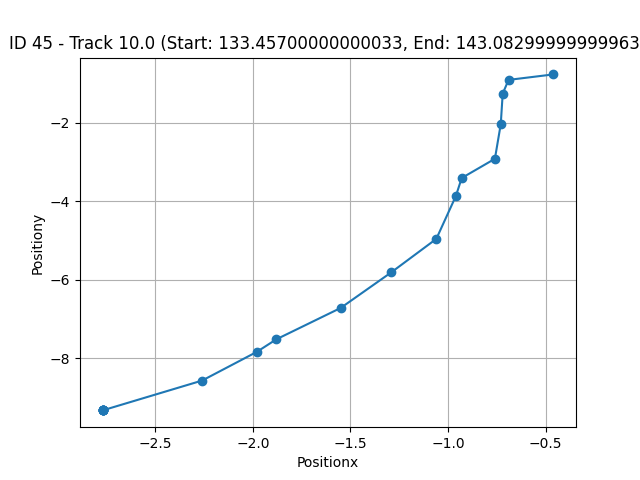 ID 45 - Track 10.0 (Start: 133.45700000000033, End: 143.08299999999963
Positiony
−2
−4
−6
−8
−2.5 −2.0 −1.5 −1.0 −0.5
Positionx